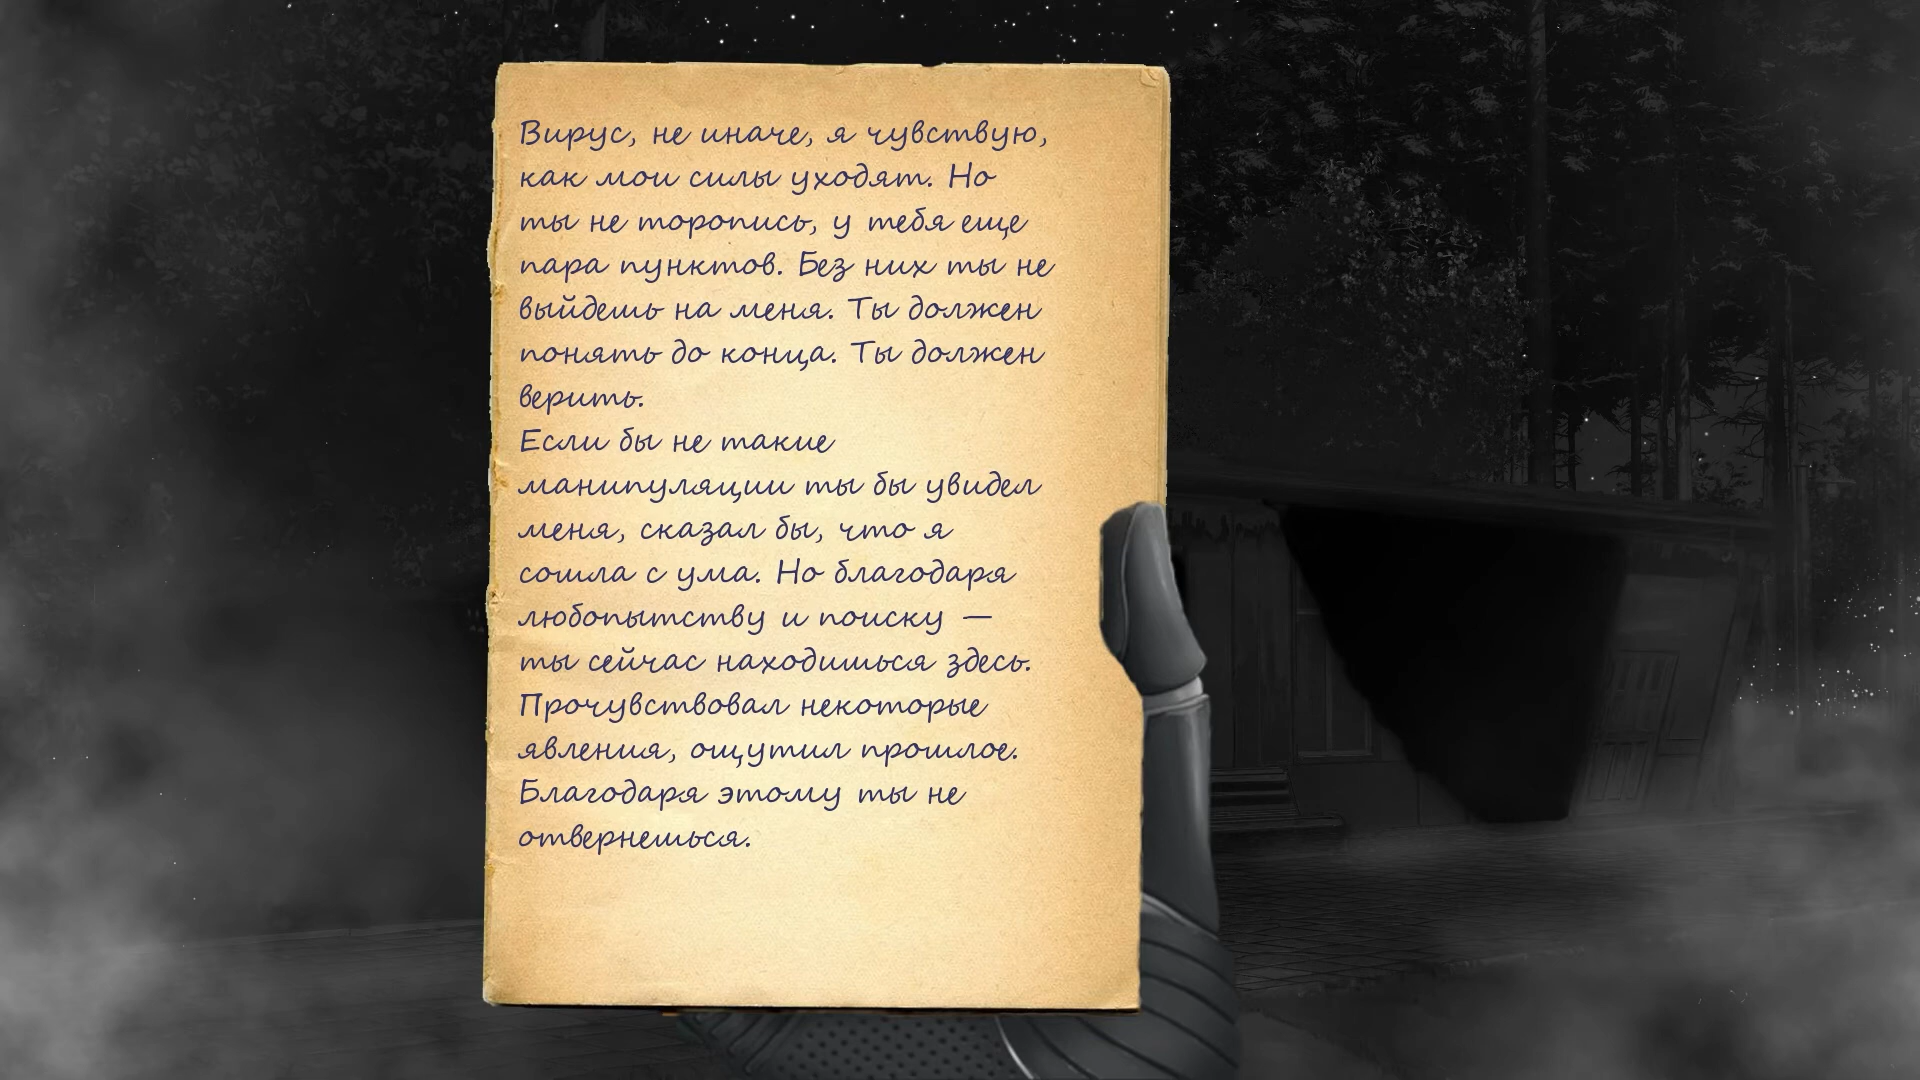 Вирус, не иначе, я чувствую,
как мои силы уходят. Но
ты не торопись, у тебя еще
пара пунктов. Без них ты не
выйдешь на меня. Ты должен
понять до конца. Ты должен
верить.
Если бы не такие
манипуляции ты бы увидел
меня, сказал бы, что я
сошла с ума. Но благодаря
любопытству и поиску —
ты сейчас находишься здесь.
Прочувствовал некоторые
явления, ощутил прошлое.
Благодаря этому ты не
отвернешься.